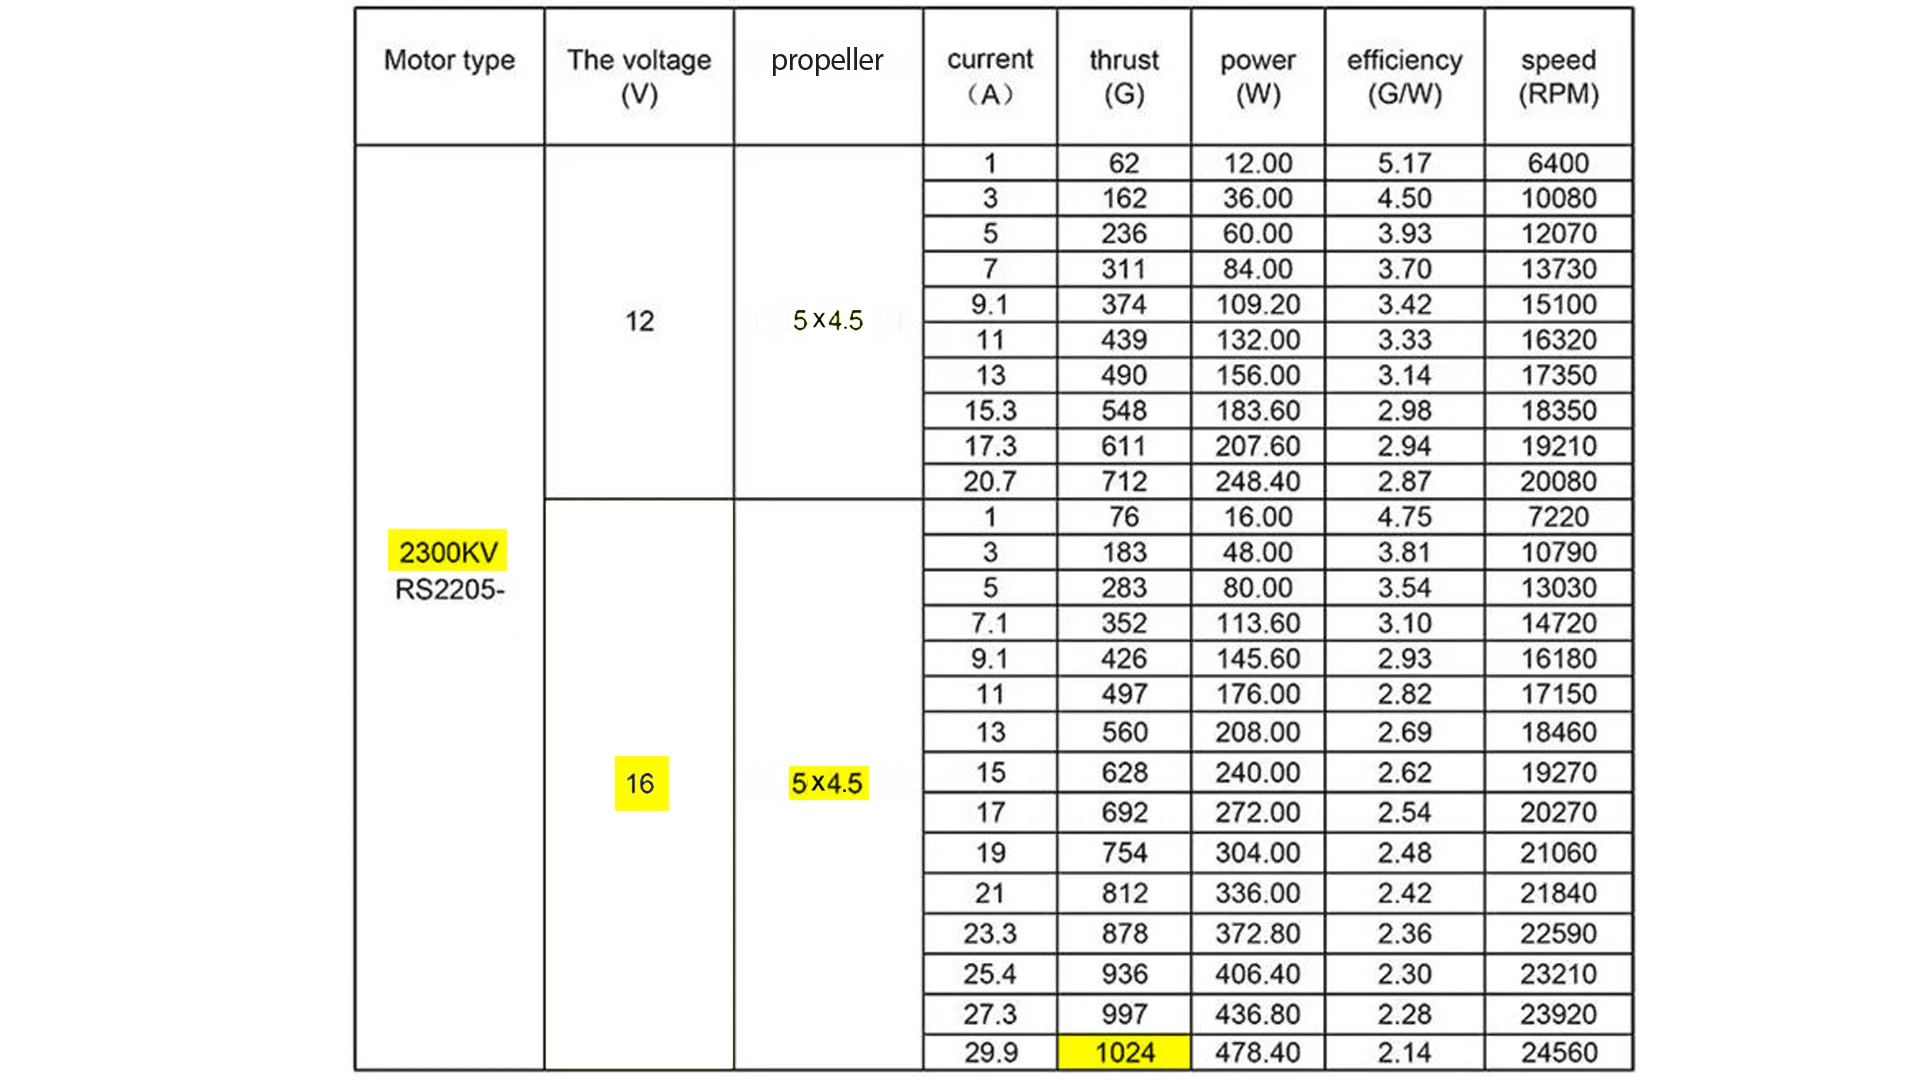 Motor type The voltage (V) propeller current (A) thrust (G) power (W) efficiency (G/W) speed (RPM)
2300KV
RS2205-
12 5x4.5
1 62 12.00 5.17 6400
3 162 36.00 4.50 10080
5 236 60.00 3.93 12070
7 311 84.00 3.70 13730
9.1 374 109.20 3.42 15100
11 439 132.00 3.33 16320
13 490 156.00 3.14 17350
15.3 548 183.60 2.98 18350
17.3 611 207.60 2.94 19210
20.7 712 248.40 2.87 20080
16 5x4.5
1 76 16.00 4.75 7220
3 183 48.00 3.81 10790
5 283 80.00 3.54 13030
7.1 352 113.60 3.10 14720
9.1 426 145.60 2.93 16180
11 497 176.00 2.82 17150
13 560 208.00 2.69 18460
15 628 240.00 2.62 19270
17 692 272.00 2.54 20270
19 754 304.00 2.48 21060
21 812 336.00 2.42 21840
23.3 878 372.80 2.36 22590
25.4 936 406.40 2.30 23210
27.3 997 436.80 2.28 23920
29.9 1024 478.40 2.14 24560